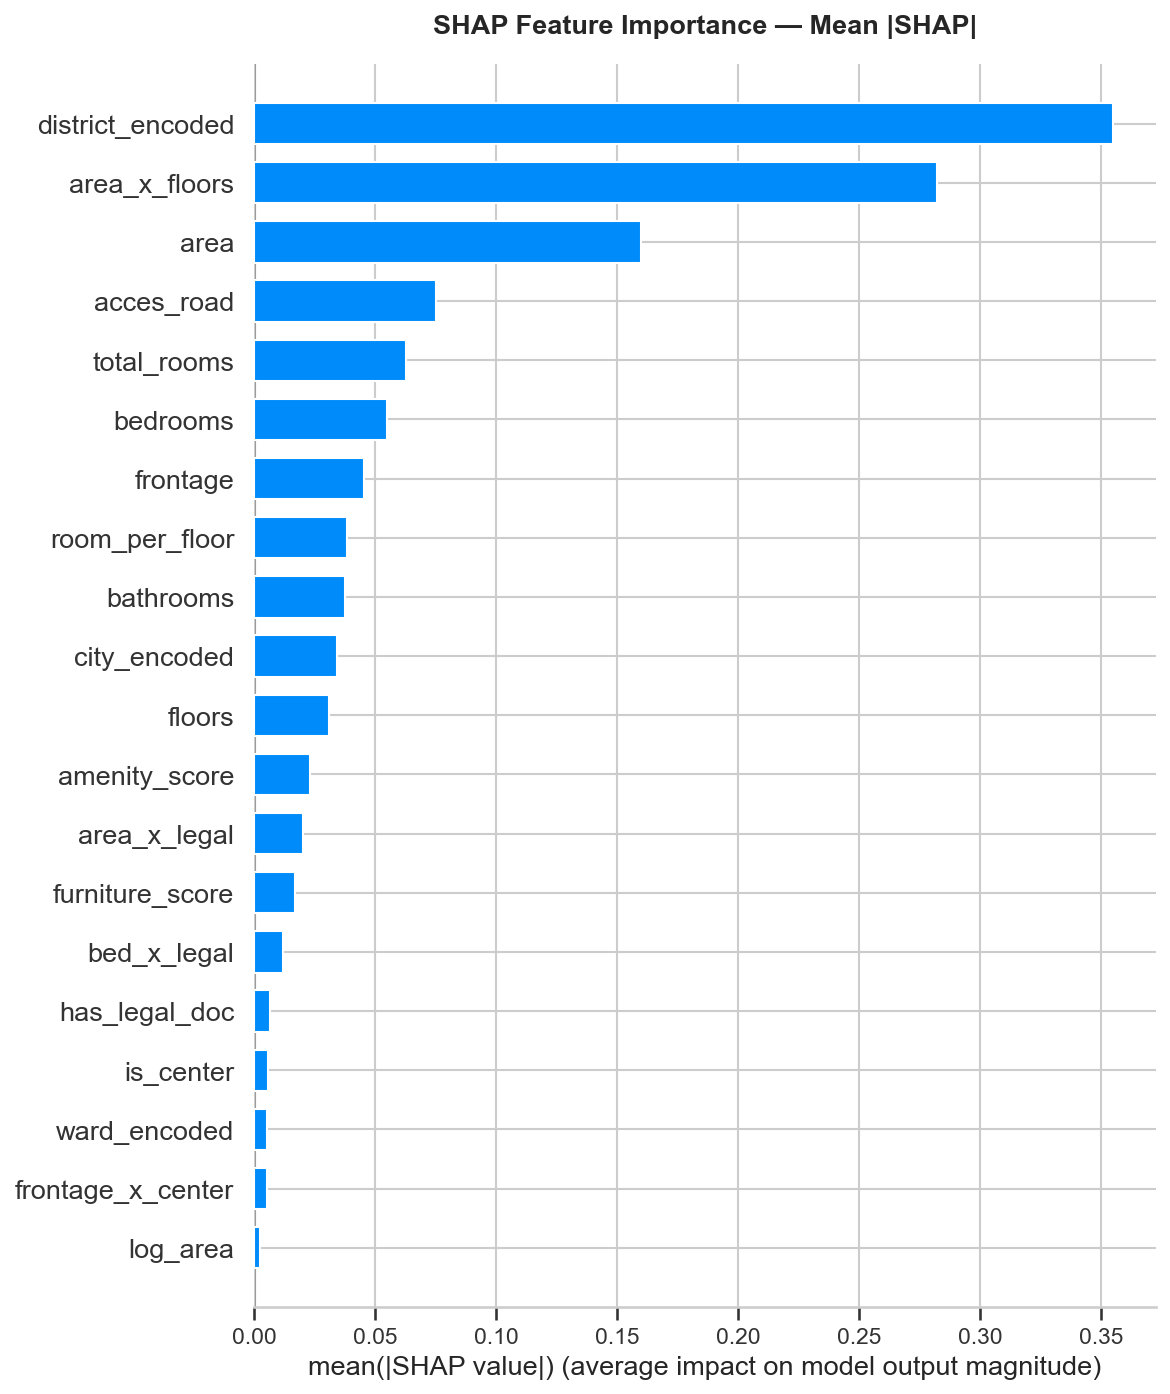 SHAP Feature Importance — Mean |SHAP|
district_encoded
area_x_floors
area
acces_road
total_rooms
bedrooms
frontage
room_per_floor
bathrooms
city_encoded
floors
amenity_score
area_x_legal
furniture_score
bed_x_legal
has_legal_doc
is_center
ward_encoded
frontage_x_center
log_area
0.00 0.05 0.10 0.15 0.20 0.25 0.30 0.35
mean(|SHAP value|) (average impact on model output magnitude)